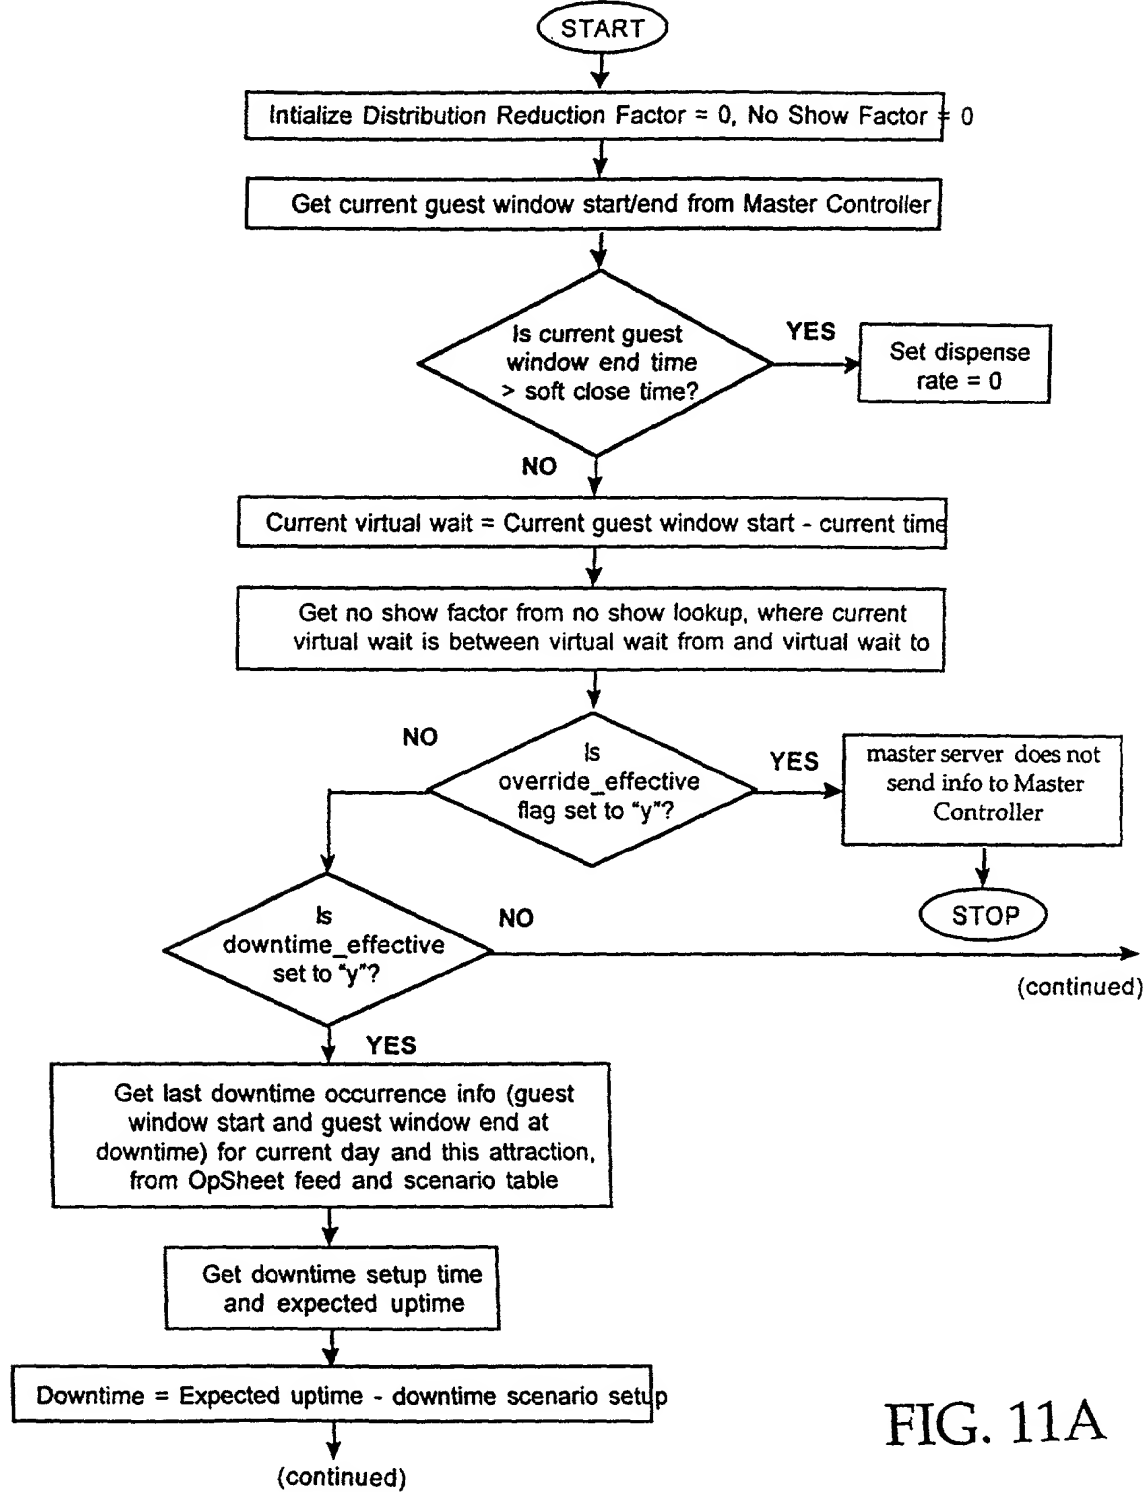 START
Intialize Distribution Reduction Factor = 0, No Show Factor = 0
Get current guest window start/end from Master Controller
Is current guest
window end time
> soft close time?
YES
Set dispense
rate = 0
NO
Current virtual wait = Current guest window start - current time
Get no show factor from no show lookup, where current
virtual wait is between virtual wait from and virtual wait to
NO
Is
override_effective
flag set to "y"?
YES
master server does not
send info to Master
Controller
STOP
Is
downtime_effective
set to "y"?
NO
(continued)
YES
Get last downtime occurrence info (guest
window start and guest window end at
downtime) for current day and this attraction,
from OpSheet feed and scenario table
Get downtime setup time
and expected uptime
Downtime = Expected uptime - downtime scenario setup
(continued)
FIG. 11A